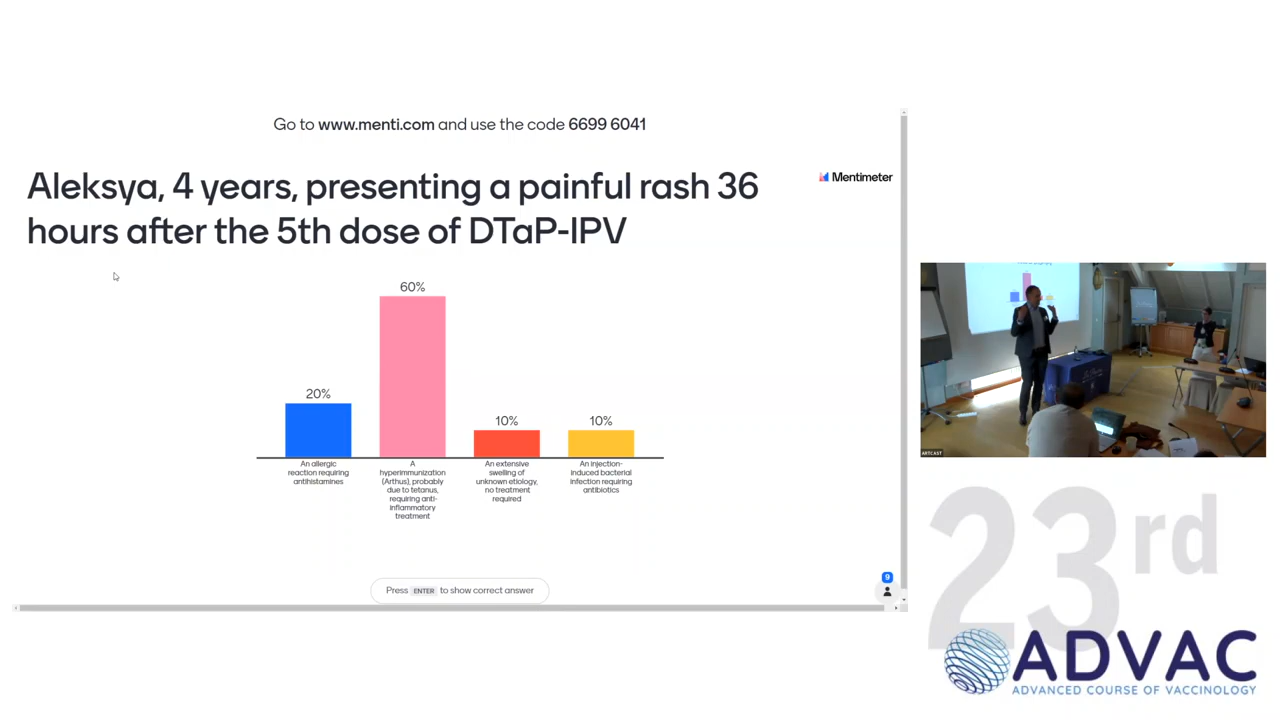 Go to www.menti.com and use the code 6699 6041
Aleksya, 4 years, presenting a painful rash 36
hours after the 5th dose of DTaP-IPV
Mentimeter
60%
20%
10%
10%
An allergic
reaction requiring
antihistamines
A
hyperimmunization
(Arthus), probably
due to tetanus,
requiring anti-
inflammatory
treatment
An extensive
swelling of
unknown etiology,
no treatment
required
An injection-
induced bacterial
infection requiring
antibiotics
Press ENTER to show correct answer
9
ARTCAST
23rd
ADVAC
ADVANCED COURSE OF VACCINOLOGY